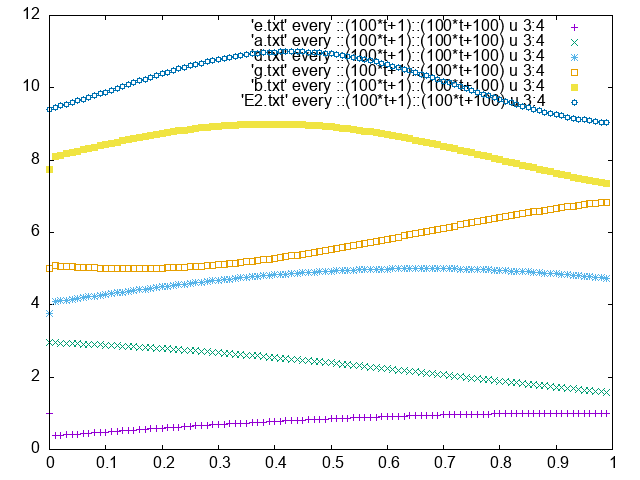 12
'e.txt' every ::(100*t+1)::(100*t+100) u 3:4
'a.txt' every ::(100*t+1)::(100*t+100) u 3:4
'd.txt' every ::(100*t+1)::(100*t+100) u 3:4
'g.txt' every ::(100*t+1)::(100*t+100) u 3:4
'b.txt' every ::(100*t+1)::(100*t+100) u 3:4
'E2.txt' every ::(100*t+1)::(100*t+100) u 3:4
10
8
6
4
2
0
0 0.1 0.2 0.3 0.4 0.5 0.6 0.7 0.8 0.9 1